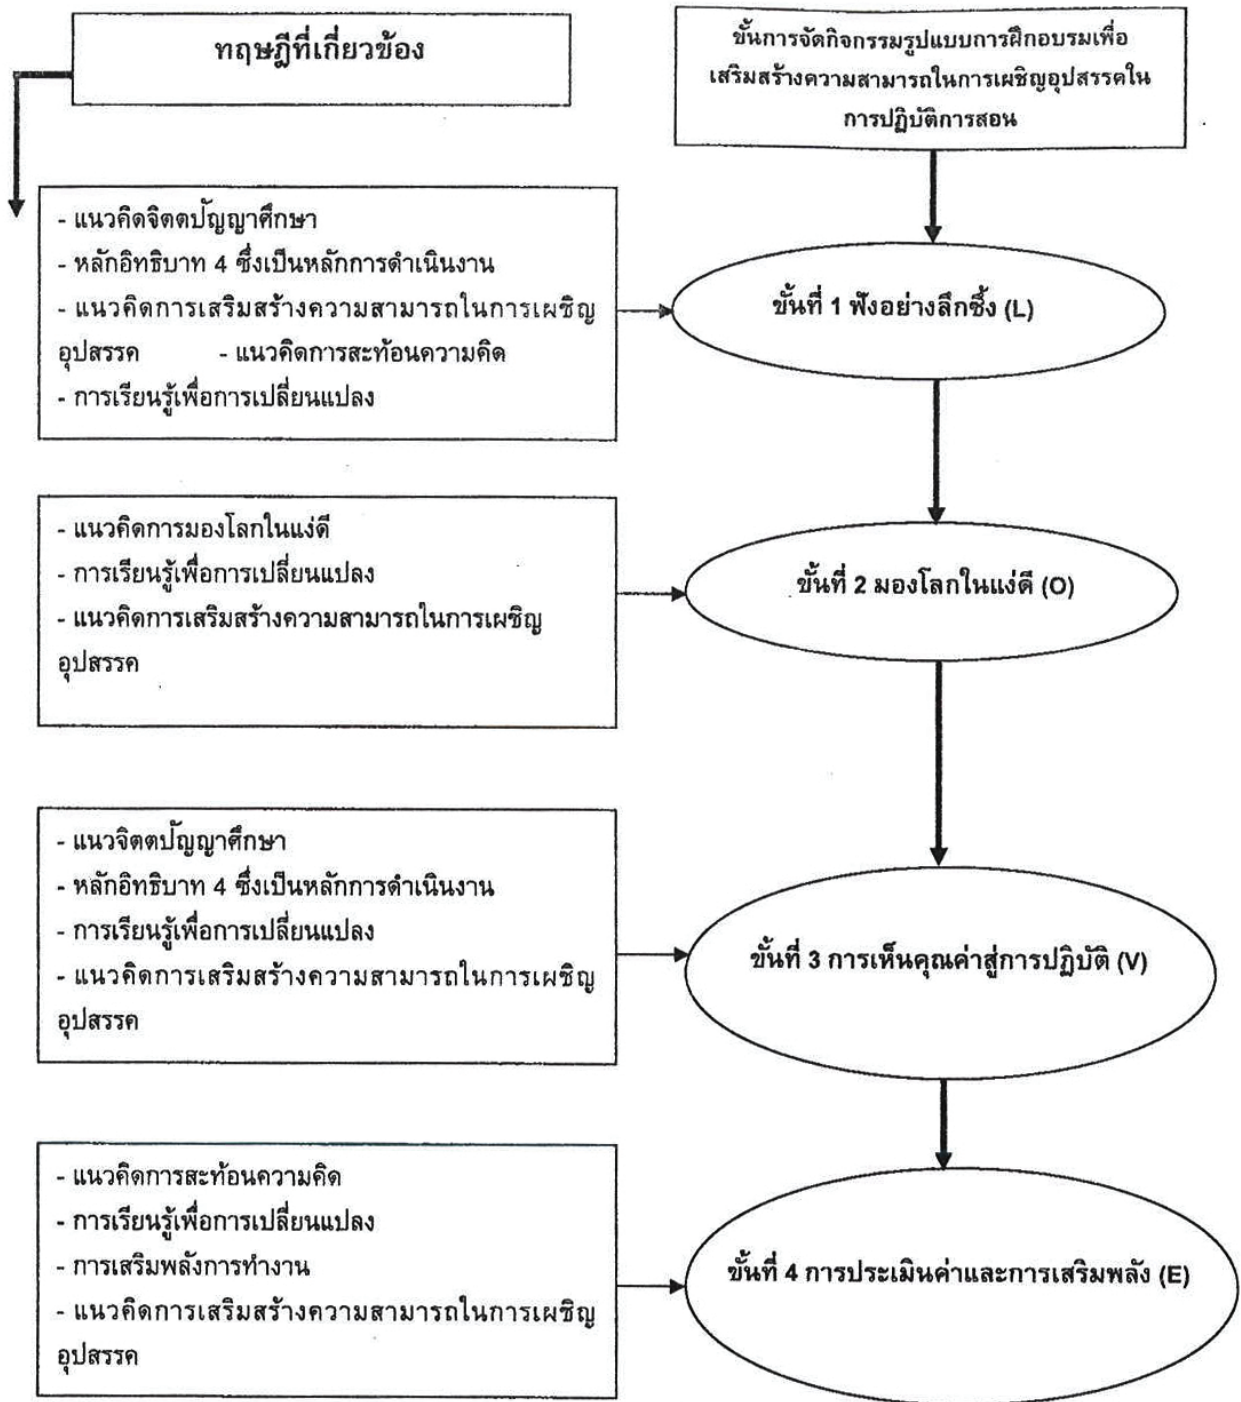 ทฤษฎีที่เกี่ยวข้อง
ขั้นการจัดกิจกรรมรูปแบบการฝึกอบรมเพื่อ
เสริมสร้างความสามารถในการเผชิญอุปสรรคใน
การปฏิบัติการสอน
- แนวคิดจิตตปัญญาศึกษา
- หลักอิทธิบาท 4 ซึ่งเป็นหลักการดำเนินงาน
- แนวคิดการเสริมสร้างความสามารถในการเผชิญ
อุปสรรค - แนวคิดการสะท้อนความคิด
- การเรียนรู้เพื่อการเปลี่ยนแปลง
ขั้นที่ 1 ฟังอย่างลึกซึ้ง (L)
- แนวคิดการมองโลกในแง่ดี
- การเรียนรู้เพื่อการเปลี่ยนแปลง
- แนวคิดการเสริมสร้างความสามารถในการเผชิญ
อุปสรรค
ขั้นที่ 2 มองโลกในแง่ดี (O)
- แนวจิตตปัญญาศึกษา
- หลักอิทธิบาท 4 ซึ่งเป็นหลักการดำเนินงาน
- การเรียนรู้เพื่อการเปลี่ยนแปลง
- แนวคิดการเสริมสร้างความสามารถในการเผชิญ
อุปสรรค
ขั้นที่ 3 การเห็นคุณค่าสู่การปฏิบัติ (V)
- แนวคิดการสะท้อนความคิด
- การเรียนรู้เพื่อการเปลี่ยนแปลง
- การเสริมพลังการทำงาน
- แนวคิดการเสริมสร้างความสามารถในการเผชิญ
อุปสรรค
ขั้นที่ 4 การประเมินค่าและการเสริมพลัง (E)